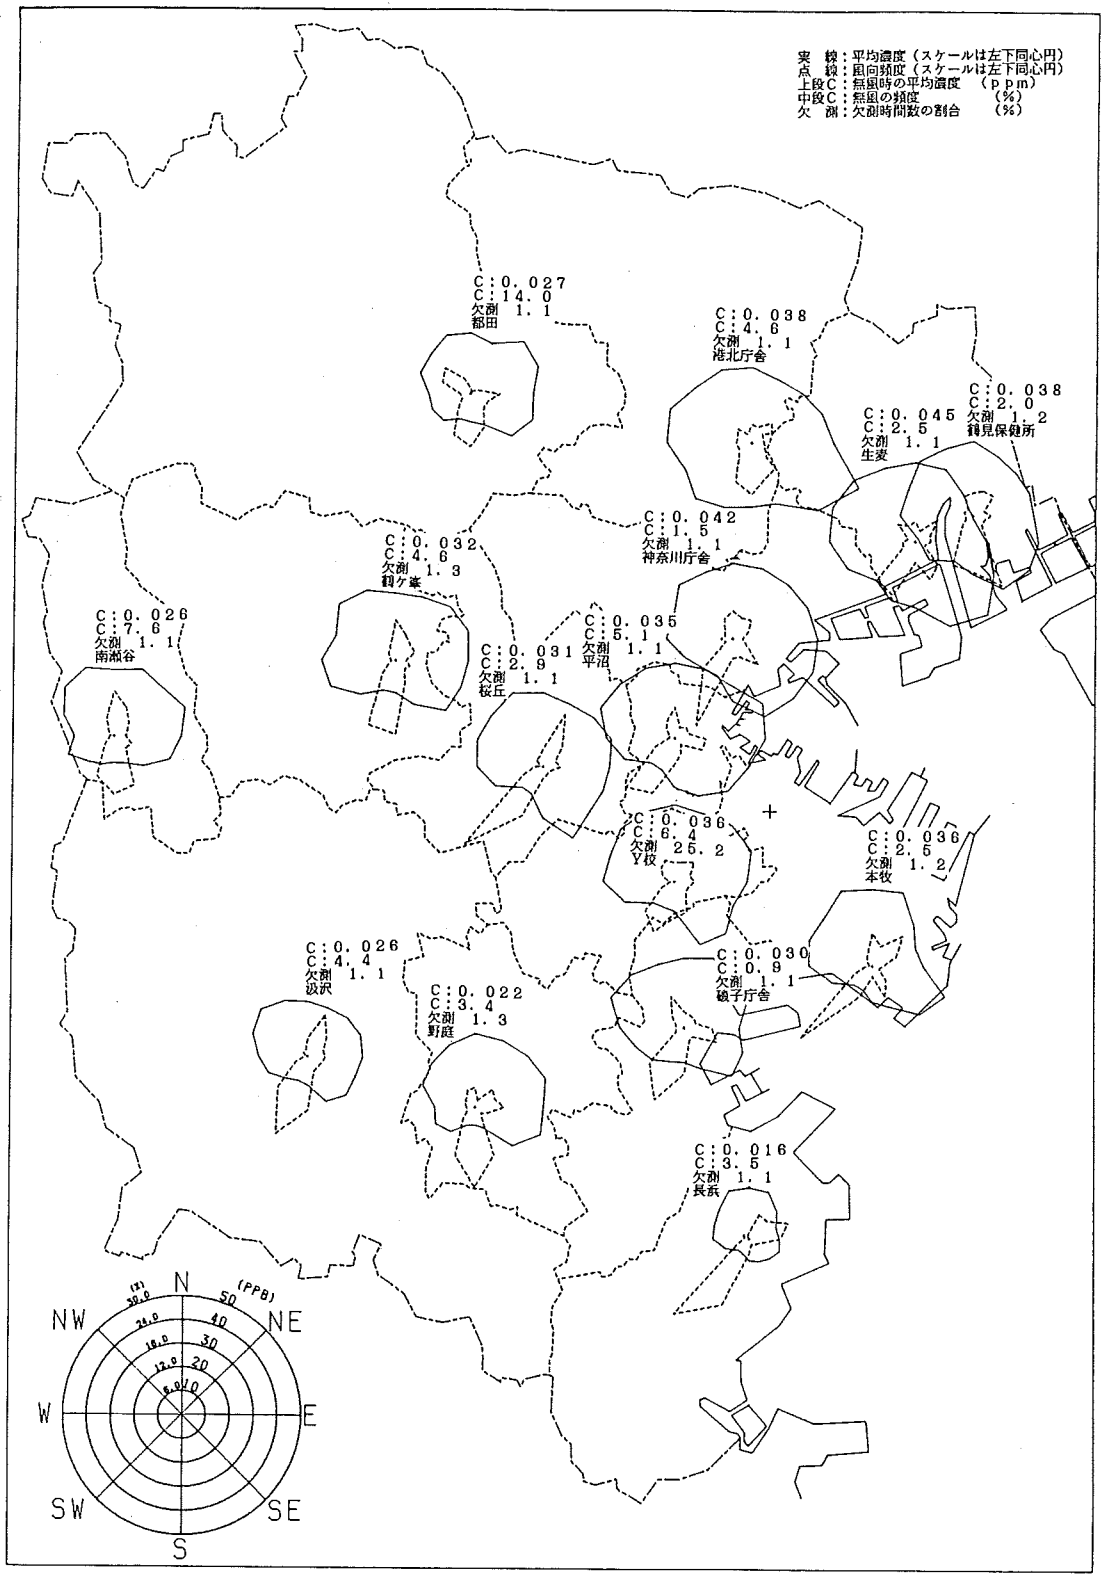 実線：平均濃度（スケールは左下同心円）
点線：風向頻度（スケールは左下同心円）
上段C：無風時の平均濃度（ppm）
中段C：無風の頻度（%）
欠測：欠測時間数の割合（%）
C:0.027
C:14.0
欠測 1.1
都田
C:0.038
C:4.6
欠測 1.1
港北庁舎
C:0.038
C:2.0
欠測 1.2
鶴見保健所
C:0.045
C:2.5
欠測 1.1
生麦
C:0.042
C:1.5
欠測 1.1
神奈川庁舎
C:0.032
C:4.6
欠測 1.3
鶴ケ峯
C:0.026
C:7.6
欠測 1.1
南瀬谷
C:0.035
C:5.1
欠測 1.1
平沼
C:0.031
C:2.9
欠測 1.1
桜丘
C:0.036
C:6.4
欠測 25.2
Y校
C:0.036
C:2.5
欠測 1.2
本牧
C:0.026
C:4.4
欠測 1.1
汲沢
C:0.030
C:0.9
欠測 1.1
磯子庁舎
C:0.022
C:3.4
欠測 1.3
野庭
C:0.016
C:3.5
欠測 1.1
長浜
N
(%) (PPB)
30.0 50
NW NE
24.0 40
18.0 30
12.0 20
6.0 10
W E
SW SE
S